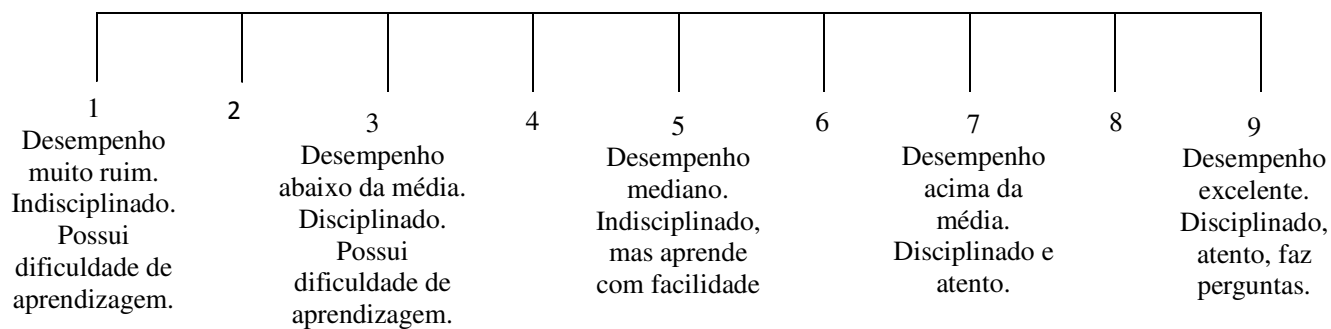 1
Desempenho
muito ruim.
Indisciplinado.
Possui
dificuldade de
aprendizagem.
2
3
Desempenho
abaixo da média.
Disciplinado.
Possui
dificuldade de
aprendizagem.
4
5
Desempenho
mediano.
Indisciplinado,
mas aprende
com facilidade
6
7
Desempenho
acima da
média.
Disciplinado e
atento.
8
9
Desempenho
excelente.
Disciplinado,
atento, faz
perguntas.